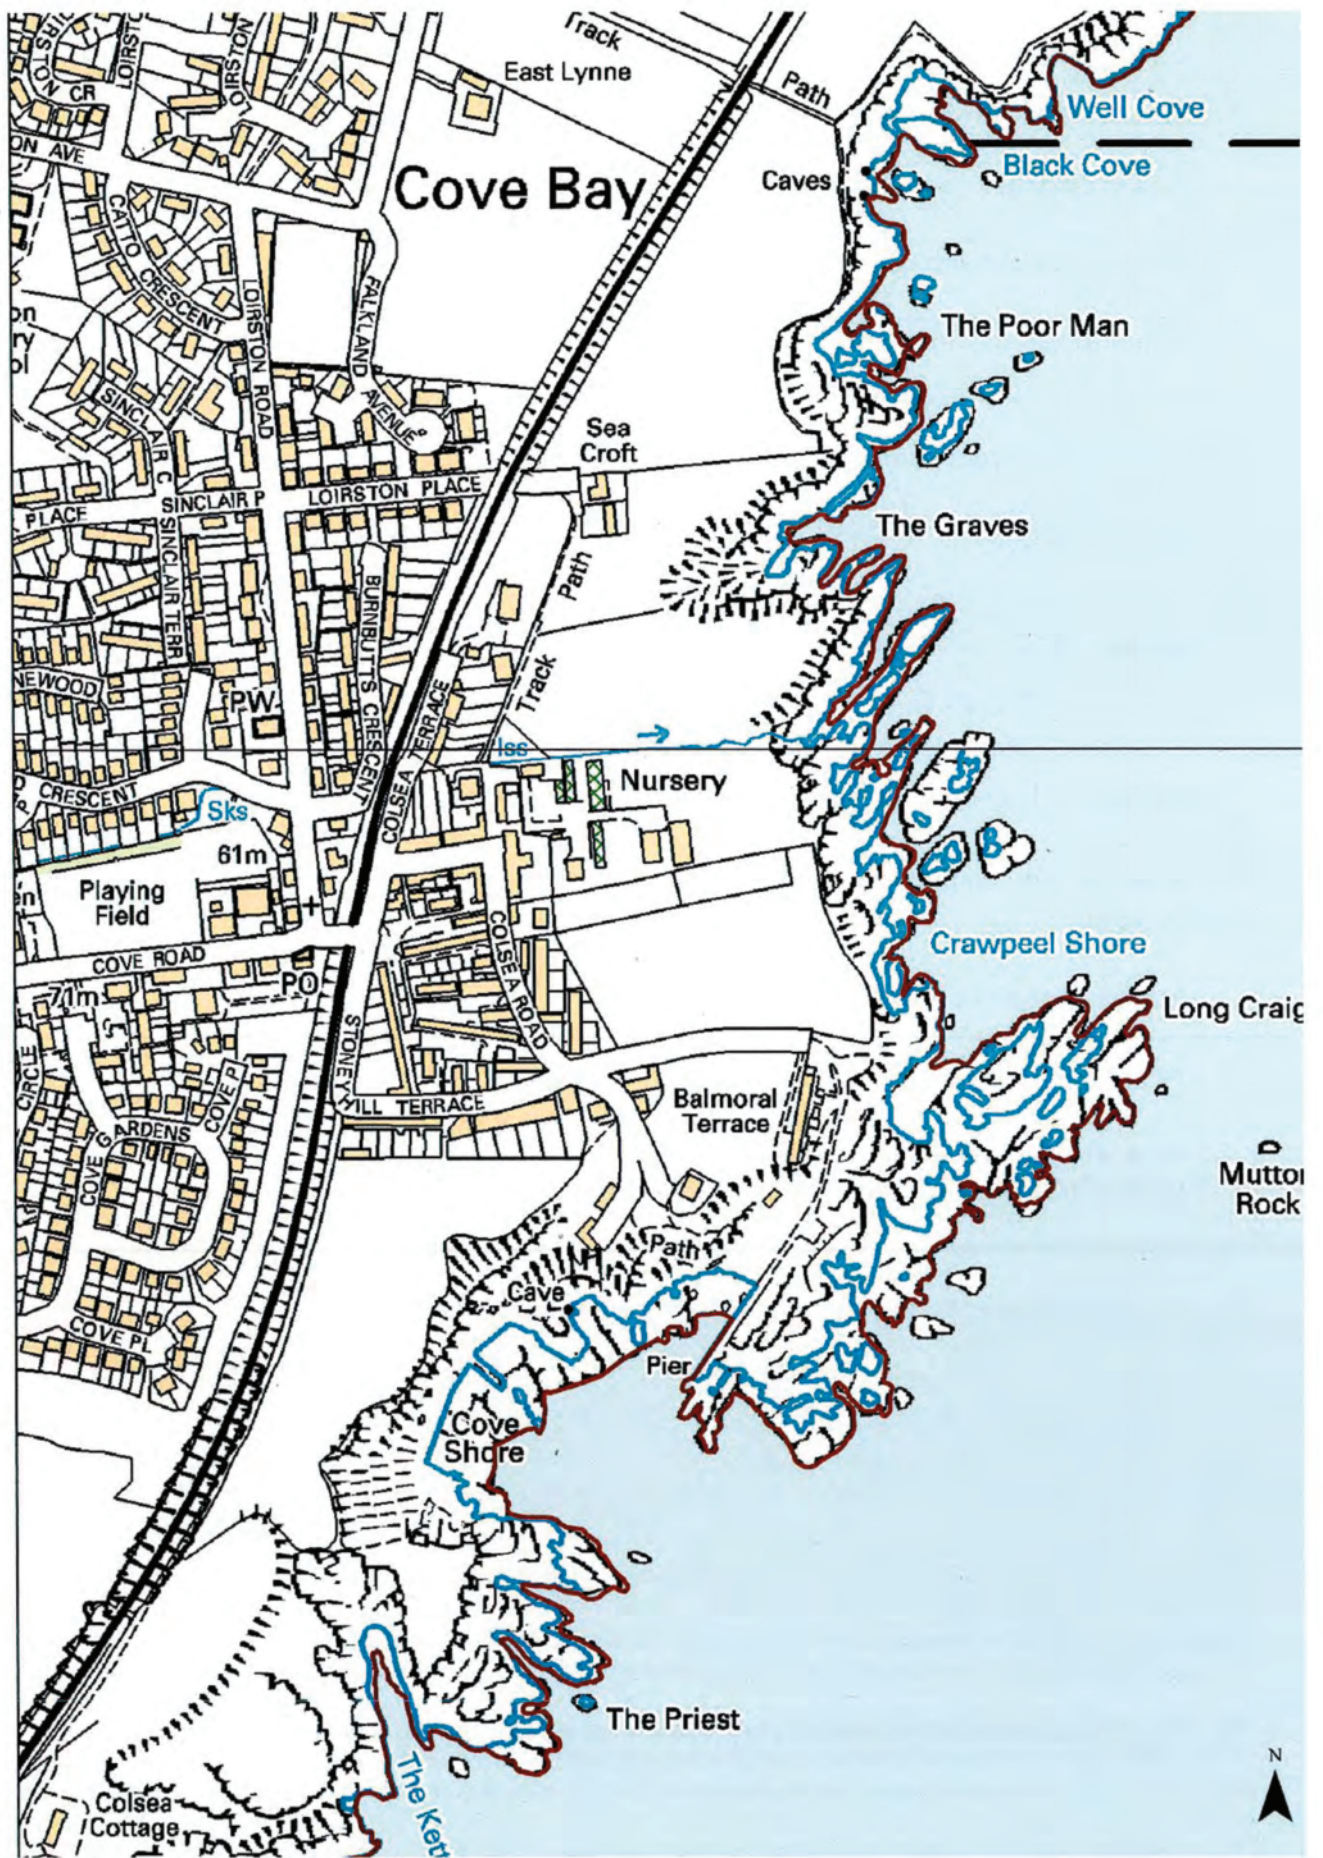 LOIRSTON
LOIRSTON
Track
East Lynne
Path
Well Cove
CR
ON AVE
Black Cove
Cove Bay
Caves
CATTO CRESCENT
LOIRSTON ROAD
FALKLAND AVENUE
The Poor Man
SINCLAIR C
Sea
Croft
SINCLAIR P
LOIRSTON PLACE
PLACE
The Graves
SINCLAIR TERR
BURNBUTTS CRESCENT
Path
Track
NEWOOD
PW
COLSEA TERRACE
Iss
CRESCENT
Sks
Nursery
61m
Playing
Field
COLSEA ROAD
Crawpeel Shore
COVE ROAD
PO
71m
Long Craig
STONEYHILL TERRACE
CIRCLE
COVE P
COVE GARDENS
Balmoral
Terrace
Mutto
Rock
Path
Cave
COVE PL
Pier
Cove
Shore
The Priest
The Kett
Colsea
Cottage
N